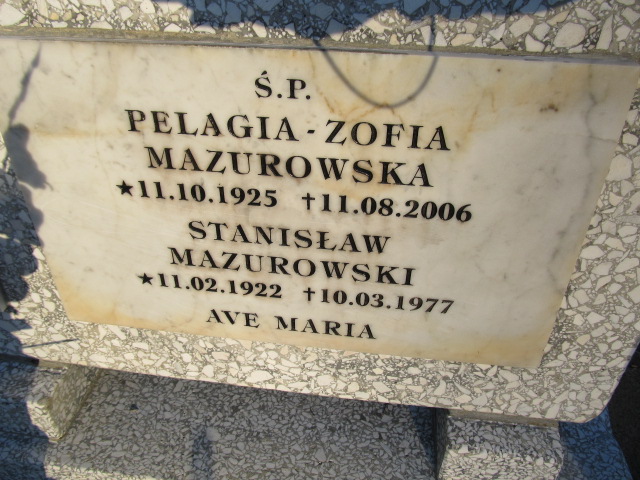 Ś.P.
PELAGIA - ZOFIA
MAZUROWSKA
★11.10.1925 †11.08.2006
STANISŁAW
MAZUROWSKI
★11.02.1922 †10.03.1977
AVE MARIA